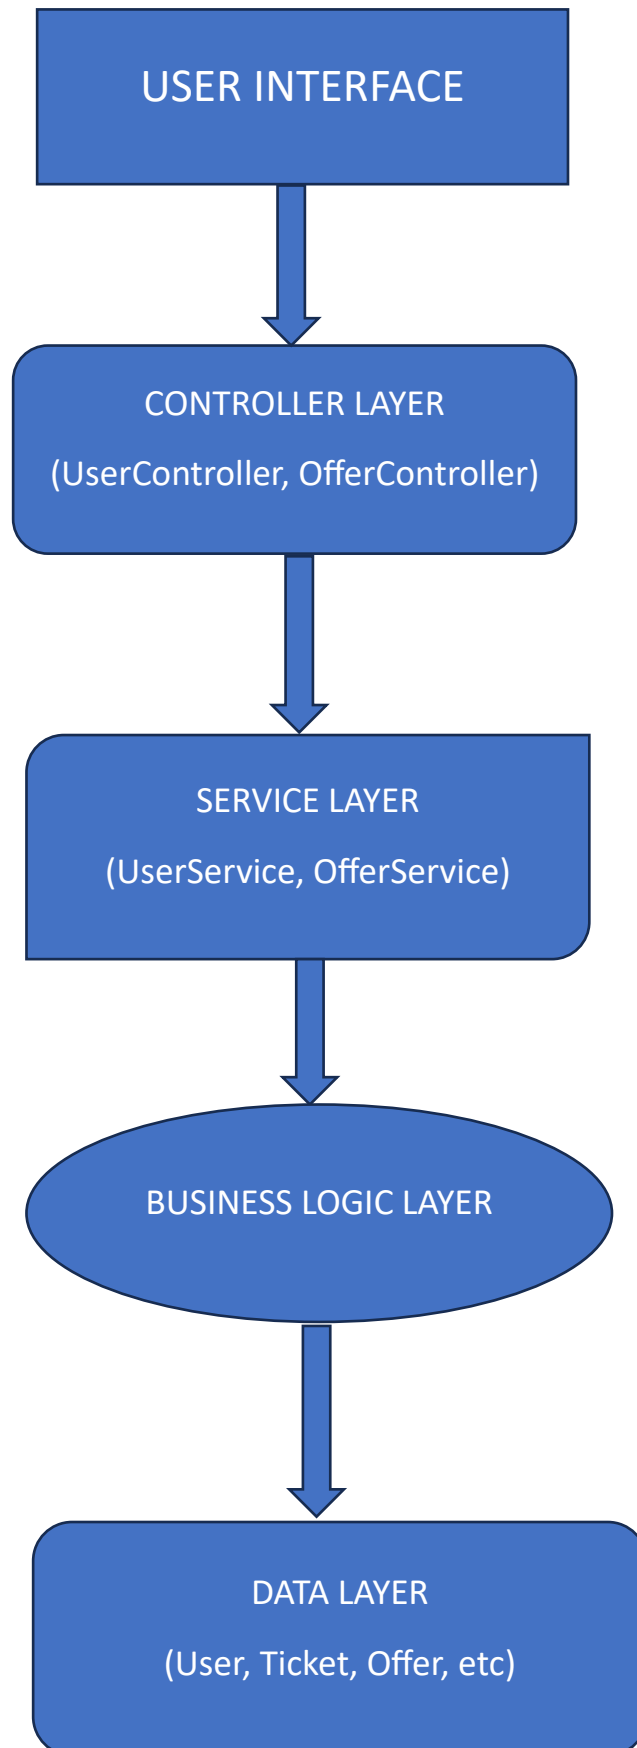 USER INTERFACE
CONTROLLER LAYER
(UserController, OfferController)
SERVICE LAYER
(UserService, OfferService)
BUSINESS LOGIC LAYER
DATA LAYER
(User, Ticket, Offer, etc)